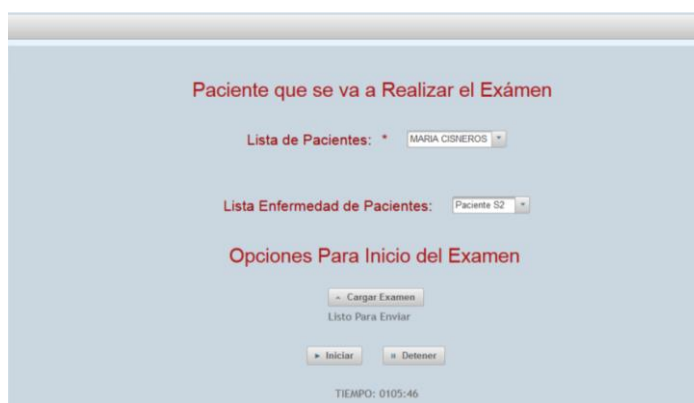 Paciente que se va a Realizar el Exámen
Lista de Pacientes: * MARIA CISNEROS
Lista Enfermedad de Pacientes: Paciente S2
Opciones Para Inicio del Examen
Cargar Examen
Listo Para Enviar
Iniciar Detener
TIEMPO: 0105:46